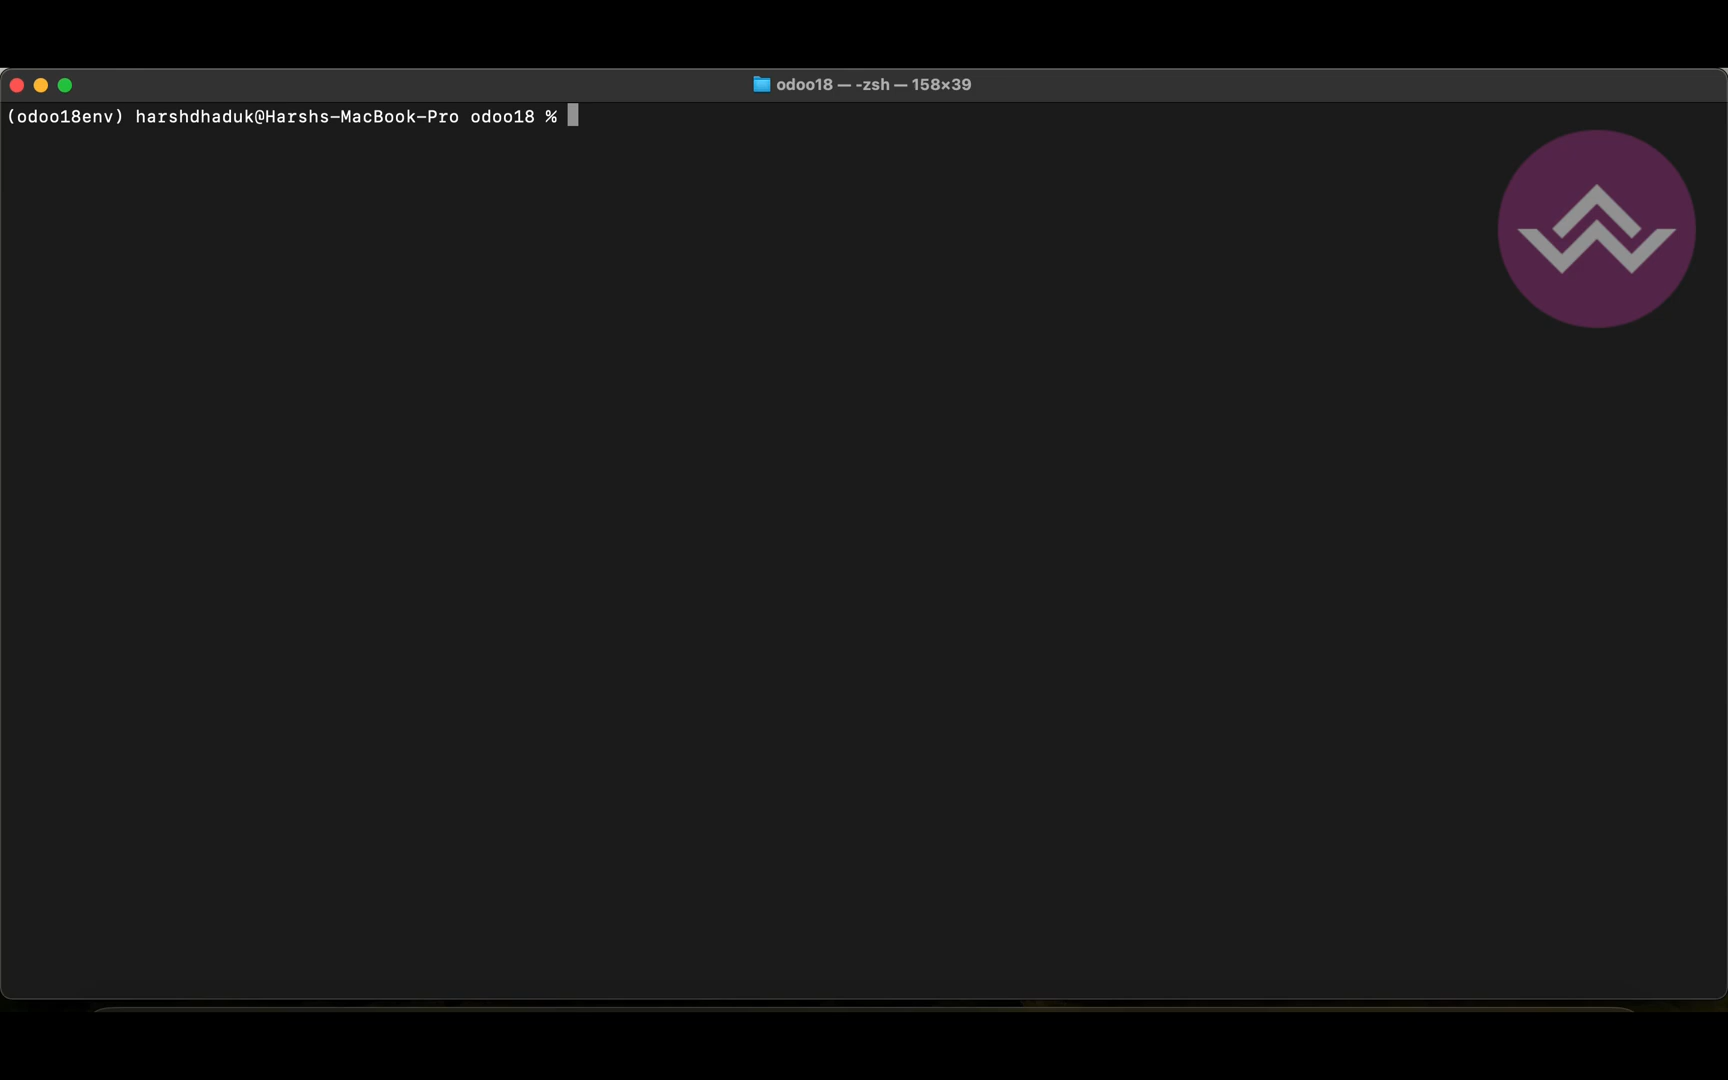 odoo18 — -zsh — 158×39
(odoo18env) harshdhaduk@Harshs-MacBook-Pro odoo18 %